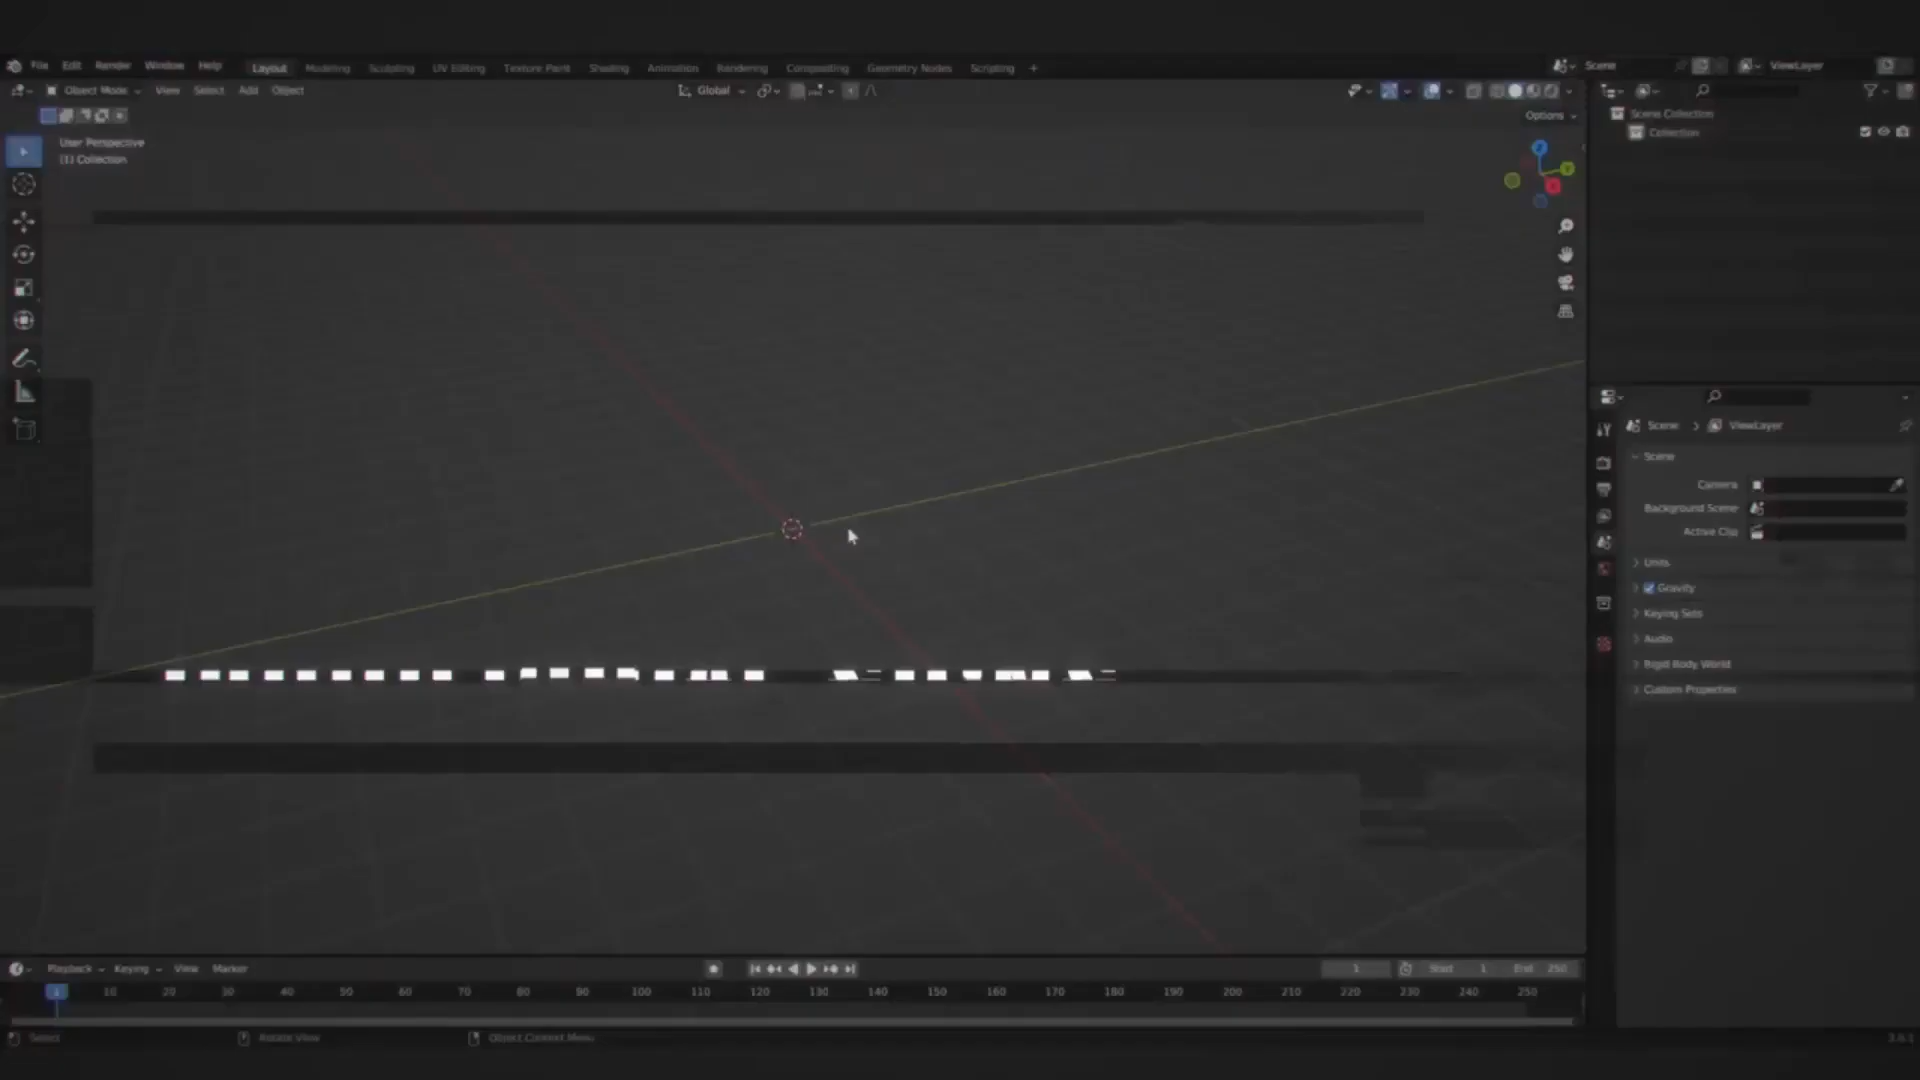 File Edit Render Window Help Layout Modeling Sculpting UV Editing Texture Paint Shading Animation Rendering Compositing Geometry Nodes Scripting + Scene ViewLayer
Object Mode View Select Add Object Global
Options
User Perspective
(1) Collection
Scene Collection
Collection
Scene > ViewLayer
Scene
Camera
Background Scene
Active Clip
Units
Gravity
Keying Sets
Audio
Rigid Body World
Custom Properties
Playback Keying View Marker 1 Start 1 End 250
1 10 20 30 40 50 60 70 80 90 100 110 120 130 140 150 160 170 180 190 200 210 220 230 240 250
Select Rotate View Object Context Menu